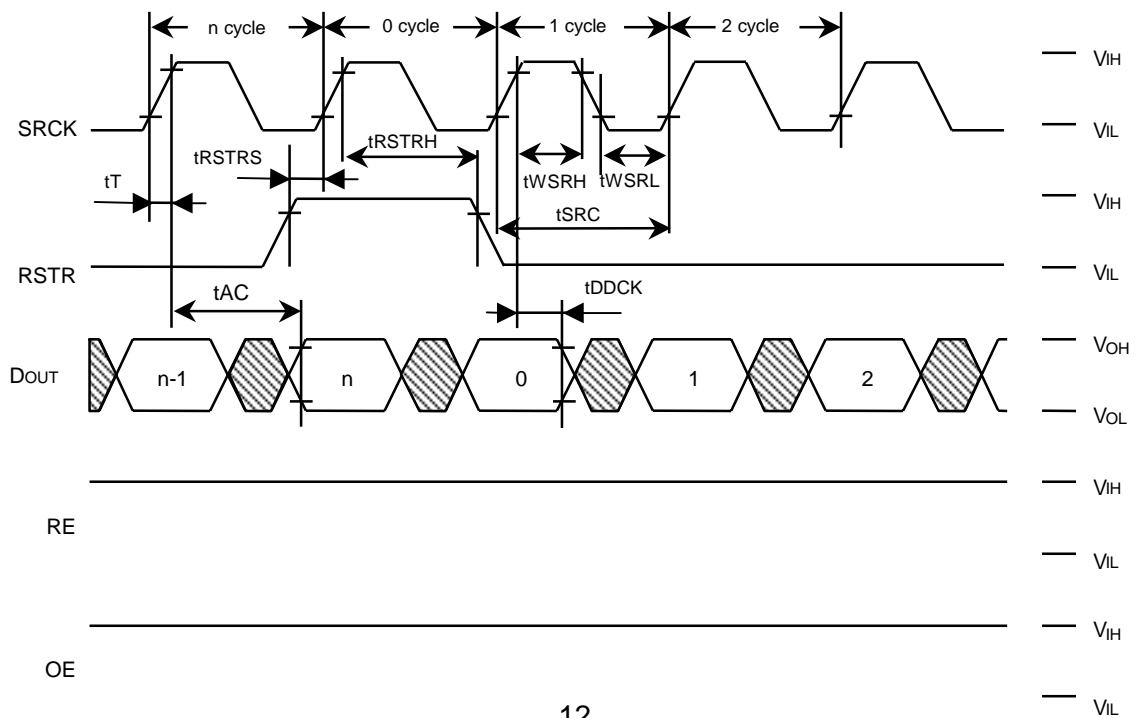 n cycle 0 cycle 1 cycle 2 cycle
VIH
SRCK
VIL
tRSTRH
tRSTRS
tWSRH tWSRL
tT
VIH
tSRC
RSTR
VIL
tAC
tDDCK
VOH
DOUT n-1 n 0 1 2
VOL
VIH
RE
VIL
VIH
OE
VIL
12